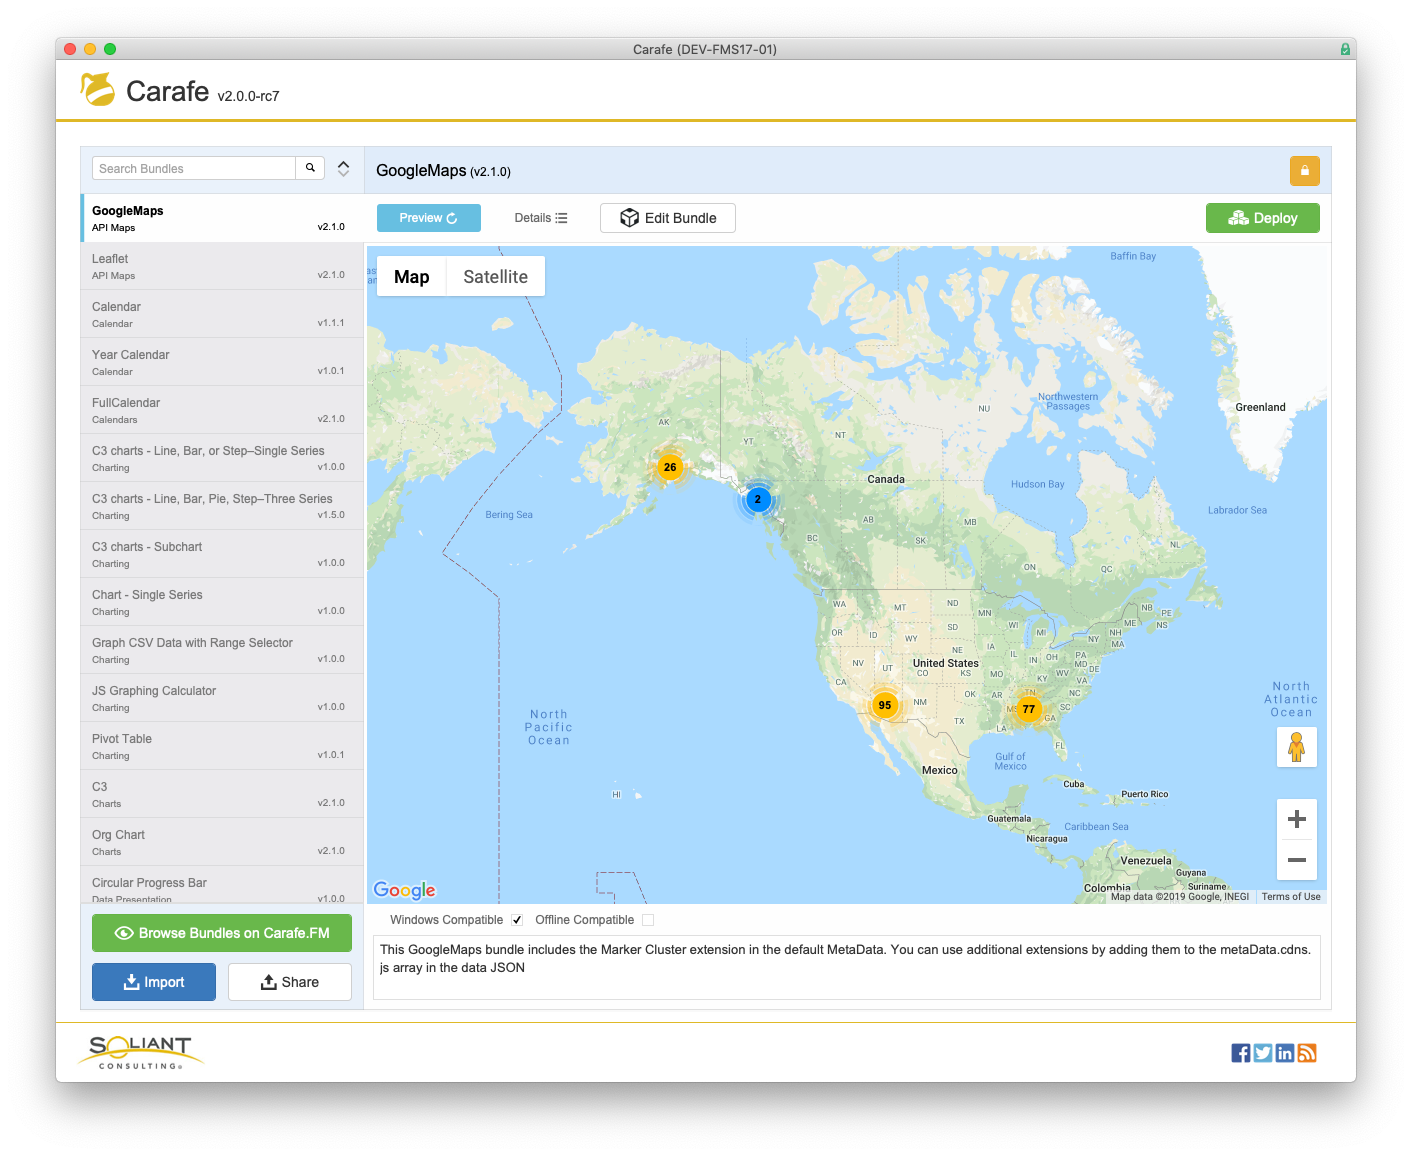 Carafe (DEV-FMS17-01)
Carafe v2.0.0-rc7
Search Bundles
GoogleMaps
API Maps v2.1.0
Leaflet
API Maps v2.1.0
Calendar
Calendar v1.1.1
Year Calendar
Calendar v1.0.1
FullCalendar
Calendars v2.1.0
C3 charts - Line, Bar, or Step–Single Series
Charting v1.0.0
C3 charts - Line, Bar, Pie, Step–Three Series
Charting v1.5.0
C3 charts - Subchart
Charting v1.0.0
Chart - Single Series
Charting v1.0.0
Graph CSV Data with Range Selector
Charting v1.0.0
JS Graphing Calculator
Charting v1.0.0
Pivot Table
Charting v1.0.1
C3
Charts v2.1.0
Org Chart
Charts v2.1.0
Circular Progress Bar
Data Presentation v1.0.0
Browse Bundles on Carafe.FM
Import Share
GoogleMaps (v2.1.0)
Preview Details Edit Bundle Deploy
Map Satellite
Baffin Bay
Northwestern
Passages
Greenland
NU
AK
YT
NT
26
2
Canada
Hudson Bay
Labrador Sea
Bering Sea
AB
MB
BC
SK
NL
ON
QC
WA
MT
ND
MN
NB
PE
ME
NS
OR
ID
SD
WI
MI
NH
NY
MA
WY
NE
IA
IL
IN
OH
PA
MD
DE
NV
UT
United States
CO
KS
MO
KY
WV
VA
CA
OK
AR
TN
NC
95
NM
MS
77
SC
GA
TX
LA
FL
North
Pacific
Ocean
North
Atlantic
Ocean
Gulf of
Mexico
Mexico
HI
Cuba
Puerto Rico
Guatemala
Caribbean Sea
Nicaragua
Venezuela
Guyana
Suriname
Colombia
Google
Map data ©2019 Google, INEGI Terms of Use
Windows Compatible Offline Compatible
This GoogleMaps bundle includes the Marker Cluster extension in the default MetaData. You can use additional extensions by adding them to the metaData.cdns.
js array in the data JSON
SOLIANT
CONSULTING